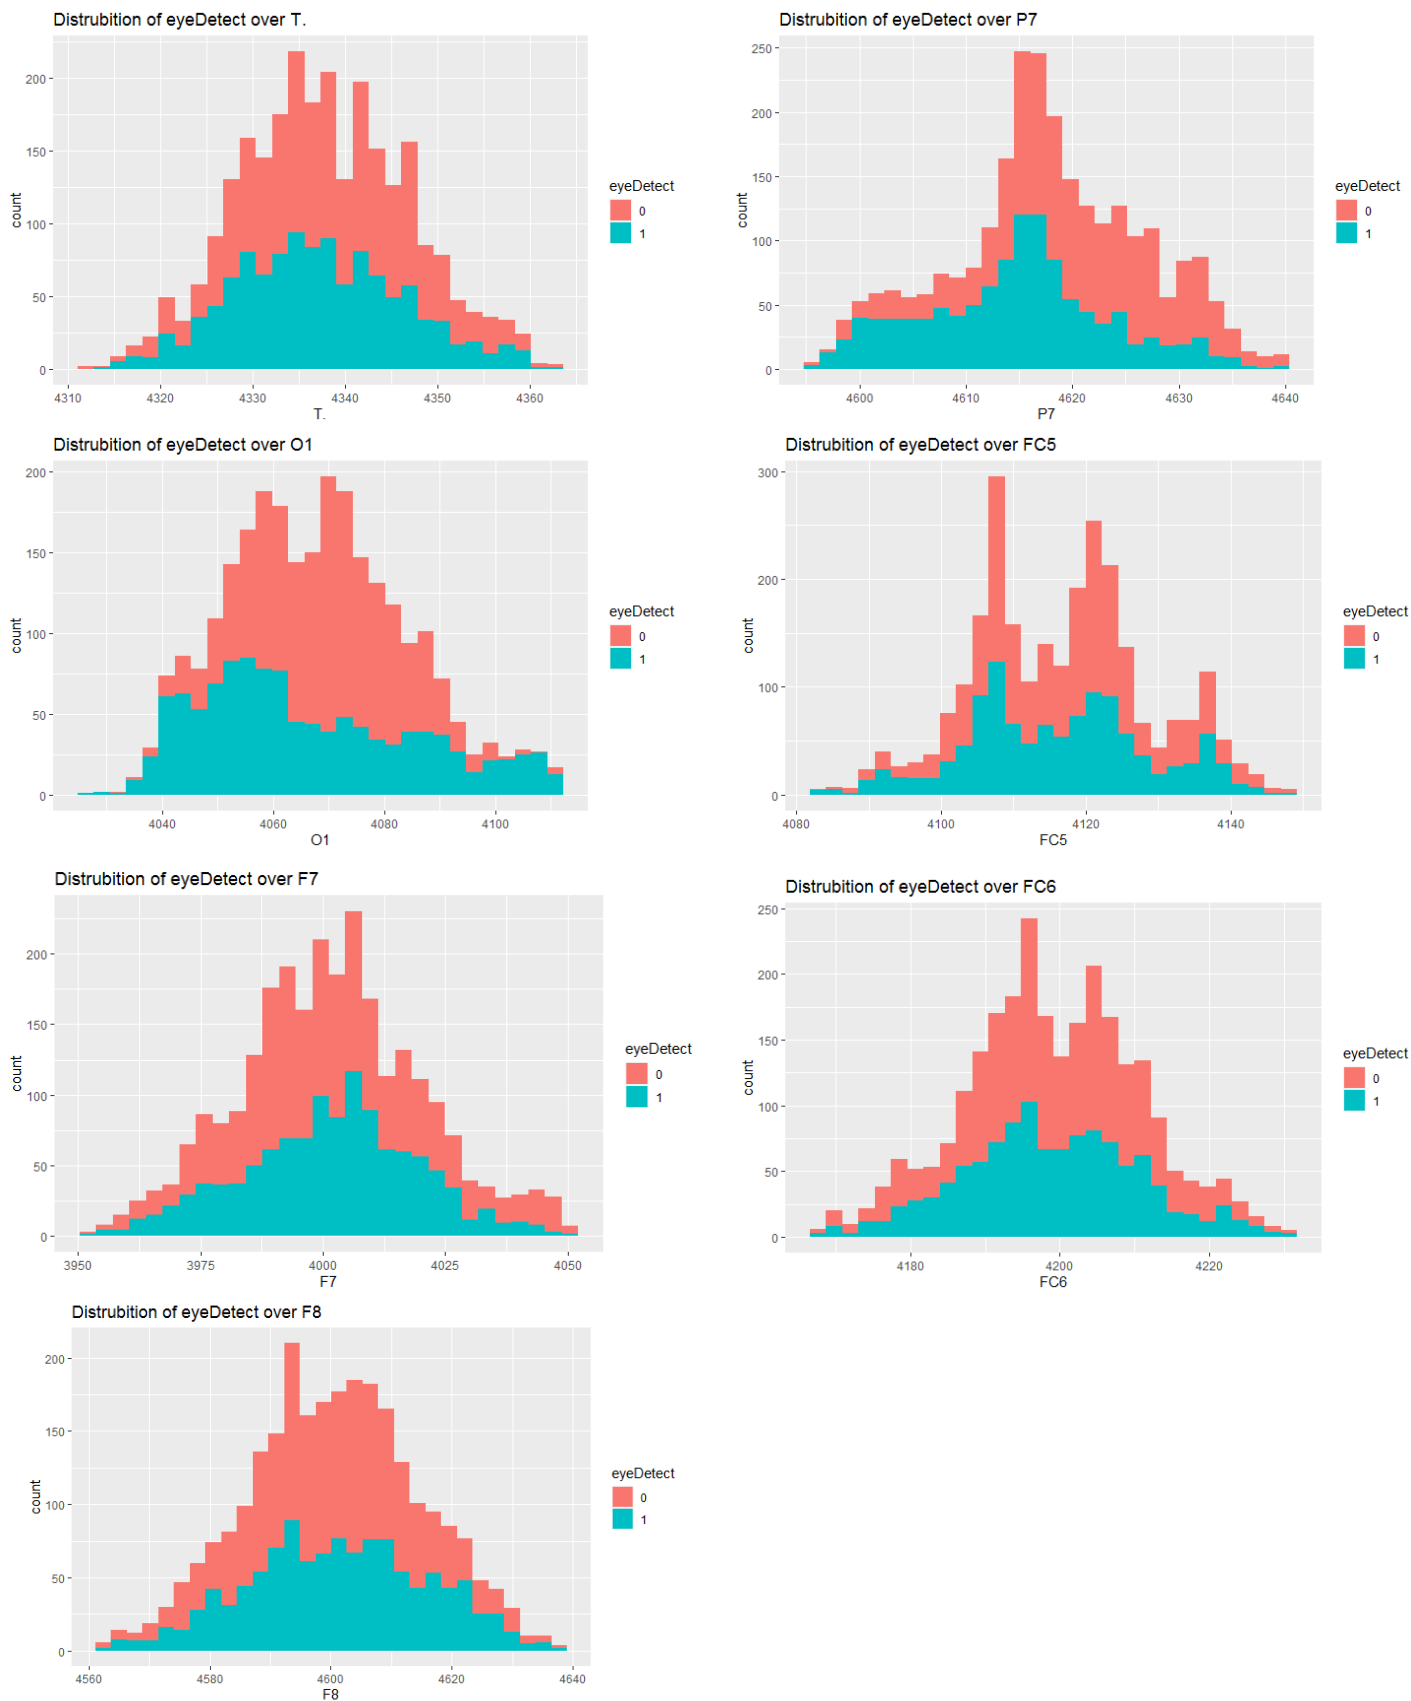 Distrubition of eyeDetect over T.
200
150
100
50
0
count
4310 4320 4330 4340 4350 4360
T.
eyeDetect
0
1
Distrubition of eyeDetect over P7
250
200
150
100
50
0
count
4600 4610 4620 4630 4640
P7
eyeDetect
0
1
Distrubition of eyeDetect over O1
200
150
100
50
0
count
4040 4060 4080 4100
O1
eyeDetect
0
1
Distrubition of eyeDetect over FC5
300
200
100
0
count
4080 4100 4120 4140
FC5
eyeDetect
0
1
Distrubition of eyeDetect over F7
200
150
100
50
0
count
3950 3975 4000 4025 4050
F7
eyeDetect
0
1
Distrubition of eyeDetect over FC6
250
200
150
100
50
0
count
4180 4200 4220
FC6
eyeDetect
0
1
Distrubition of eyeDetect over F8
200
150
100
50
0
count
4560 4580 4600 4620 4640
F8
eyeDetect
0
1